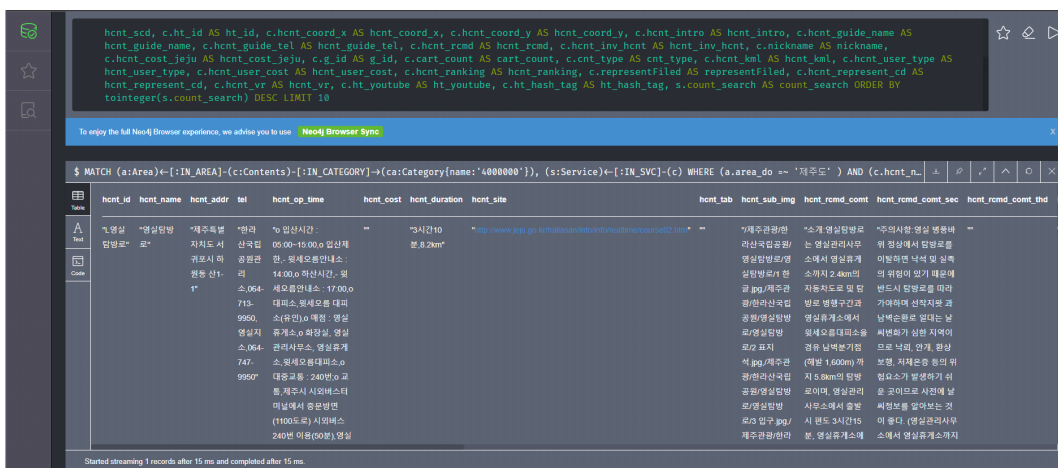 hcnt_scd, c.ht_id AS ht_id, c.hcnt_coord_x AS hcnt_coord_x, c.hcnt_coord_y AS hcnt_coord_y, c.hcnt_intro AS hcnt_intro, c.hcnt_guide_name AS
hcnt_guide_name, c.hcnt_guide_tel AS hcnt_guide_tel, c.hcnt_rcmd AS hcnt_rcmd, c.hcnt_inv_hcnt AS hcnt_inv_hcnt, c.nickname AS nickname,
c.hcnt_cost_jeju AS hcnt_cost_jeju, c.g_id AS g_id, c.cart_count AS cart_count, c.cnt_type AS cnt_type, c.hcnt_kml AS hcnt_kml, c.hcnt_user_type AS
hcnt_user_type, c.hcnt_user_cost AS hcnt_user_cost, c.hcnt_ranking AS hcnt_ranking, c.representFiled AS representFiled, c.hcnt_represent_cd AS
hcnt_represent_cd, c.hcnt_vr AS hcnt_vr, c.ht_youtube AS ht_youtube, c.ht_hash_tag AS ht_hash_tag, s.count_search AS count_search ORDER BY
tointeger(s.count_search) DESC LIMIT 10
To enjoy the full Neo4j Browser experience, we advise you to use Neo4j Browser Sync
x
$ MATCH (a:Area)←[:IN_AREA]-(c:Contents)-[:IN_CATEGORY]→(ca:Category{name:'4000000'}), (s:Service)←[:IN_SVC]-(c) WHERE (a.area_do =~ '제주도' ) AND (c.hcnt_n…
Table
Text
Code
hcnt_id hcnt_name hcnt_addr tel hcnt_op_time hcnt_cost hcnt_duration hcnt_site hcnt_tab hcnt_sub_img hcnt_rcmd_comt hcnt_rcmd_comt_sec hcnt_rcmd_comt_thd
"L영실
탐방로"
"영실탐방
로"
"제주특별
자치도 서
귀포시 하
원동 산1-
1"
"한라
산국립
공원관
리
소,064-
713-
9950,
영실지
소,064-
747-
9950"
"o 입산시간 :
05:00~15:00,o 입산제
한,- 윗세오름안내소 :
14:00,o 하산시간,- 윗
세오름안내소 : 17:00,o
대피소,윗세오름 대피
소(유인),o 매점 : 영실
휴게소,o 화장실, 영실
관리사무소, 영실휴게
소,윗세오름대피소,o
대중교통 : 240번;o 교
통,제주시 시외버스터
미널에서 중문방면
(1100도로) 시외버스
240번 이용(50분),영실
""
"3시간10
분,8.2km"
""
"/제주관광/한
라산국립공원/
영실탐방로/영
실탐방로/1 한
글.jpg,/제주관
광/한라산국립
공원/영실탐방
로/영실탐방
로/2 표지
석.jpg,/제주관
광/한라산국립
공원/영실탐방
로/영실탐방
로/3 입구.jpg,/
제주관광/한라
"소개:영실탐방로
는 영실관리사무
소에서 영실휴게
소까지 2.4km의
자동차도로 및 탐
방로 병행구간과
영실휴게소에서
윗세오름대피소을
경유 남벽분기점
(해발 1,600m) 까
지 5.8km의 탐방
로이며, 영실관리
사무소에서 출발
시 편도 3시간15
분, 영실휴게소에
"주의사항:영실 병풍바
위 정상에서 탐방로를
이탈하면 낙석 및 실족
의 위험이 있기 때문에
반드시 탐방로를 따라
가야하며 선작지왓 과
남벽순환로 일대는 날
씨변화가 심한 지역이
므로 낙뢰, 안개, 환상
보행, 저체온증 등의 위
험요소가 발생하기 쉬
운 곳이므로 사전에 날
씨정보를 알아보는 것
이 좋다. (영실관리사무
소에서 영실휴게소까지
""
Started streaming 1 records after 15 ms and completed after 15 ms.